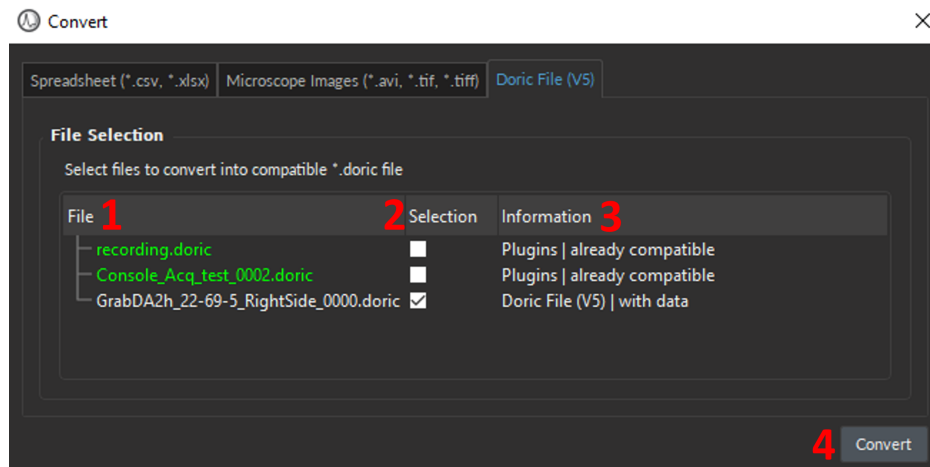 Convert
Spreadsheet (*.csv, *.xlsx) Microscope Images (*.avi, *.tif, *.tiff) Doric File (V5)
File Selection
Select files to convert into compatible *.doric file
File 1 2 Selection Information 3
recording.doric Plugins | already compatible
Console_Acq_test_0002.doric Plugins | already compatible
GrabDA2h_22-69-5_RightSide_0000.doric Doric File (V5) | with data
4 Convert